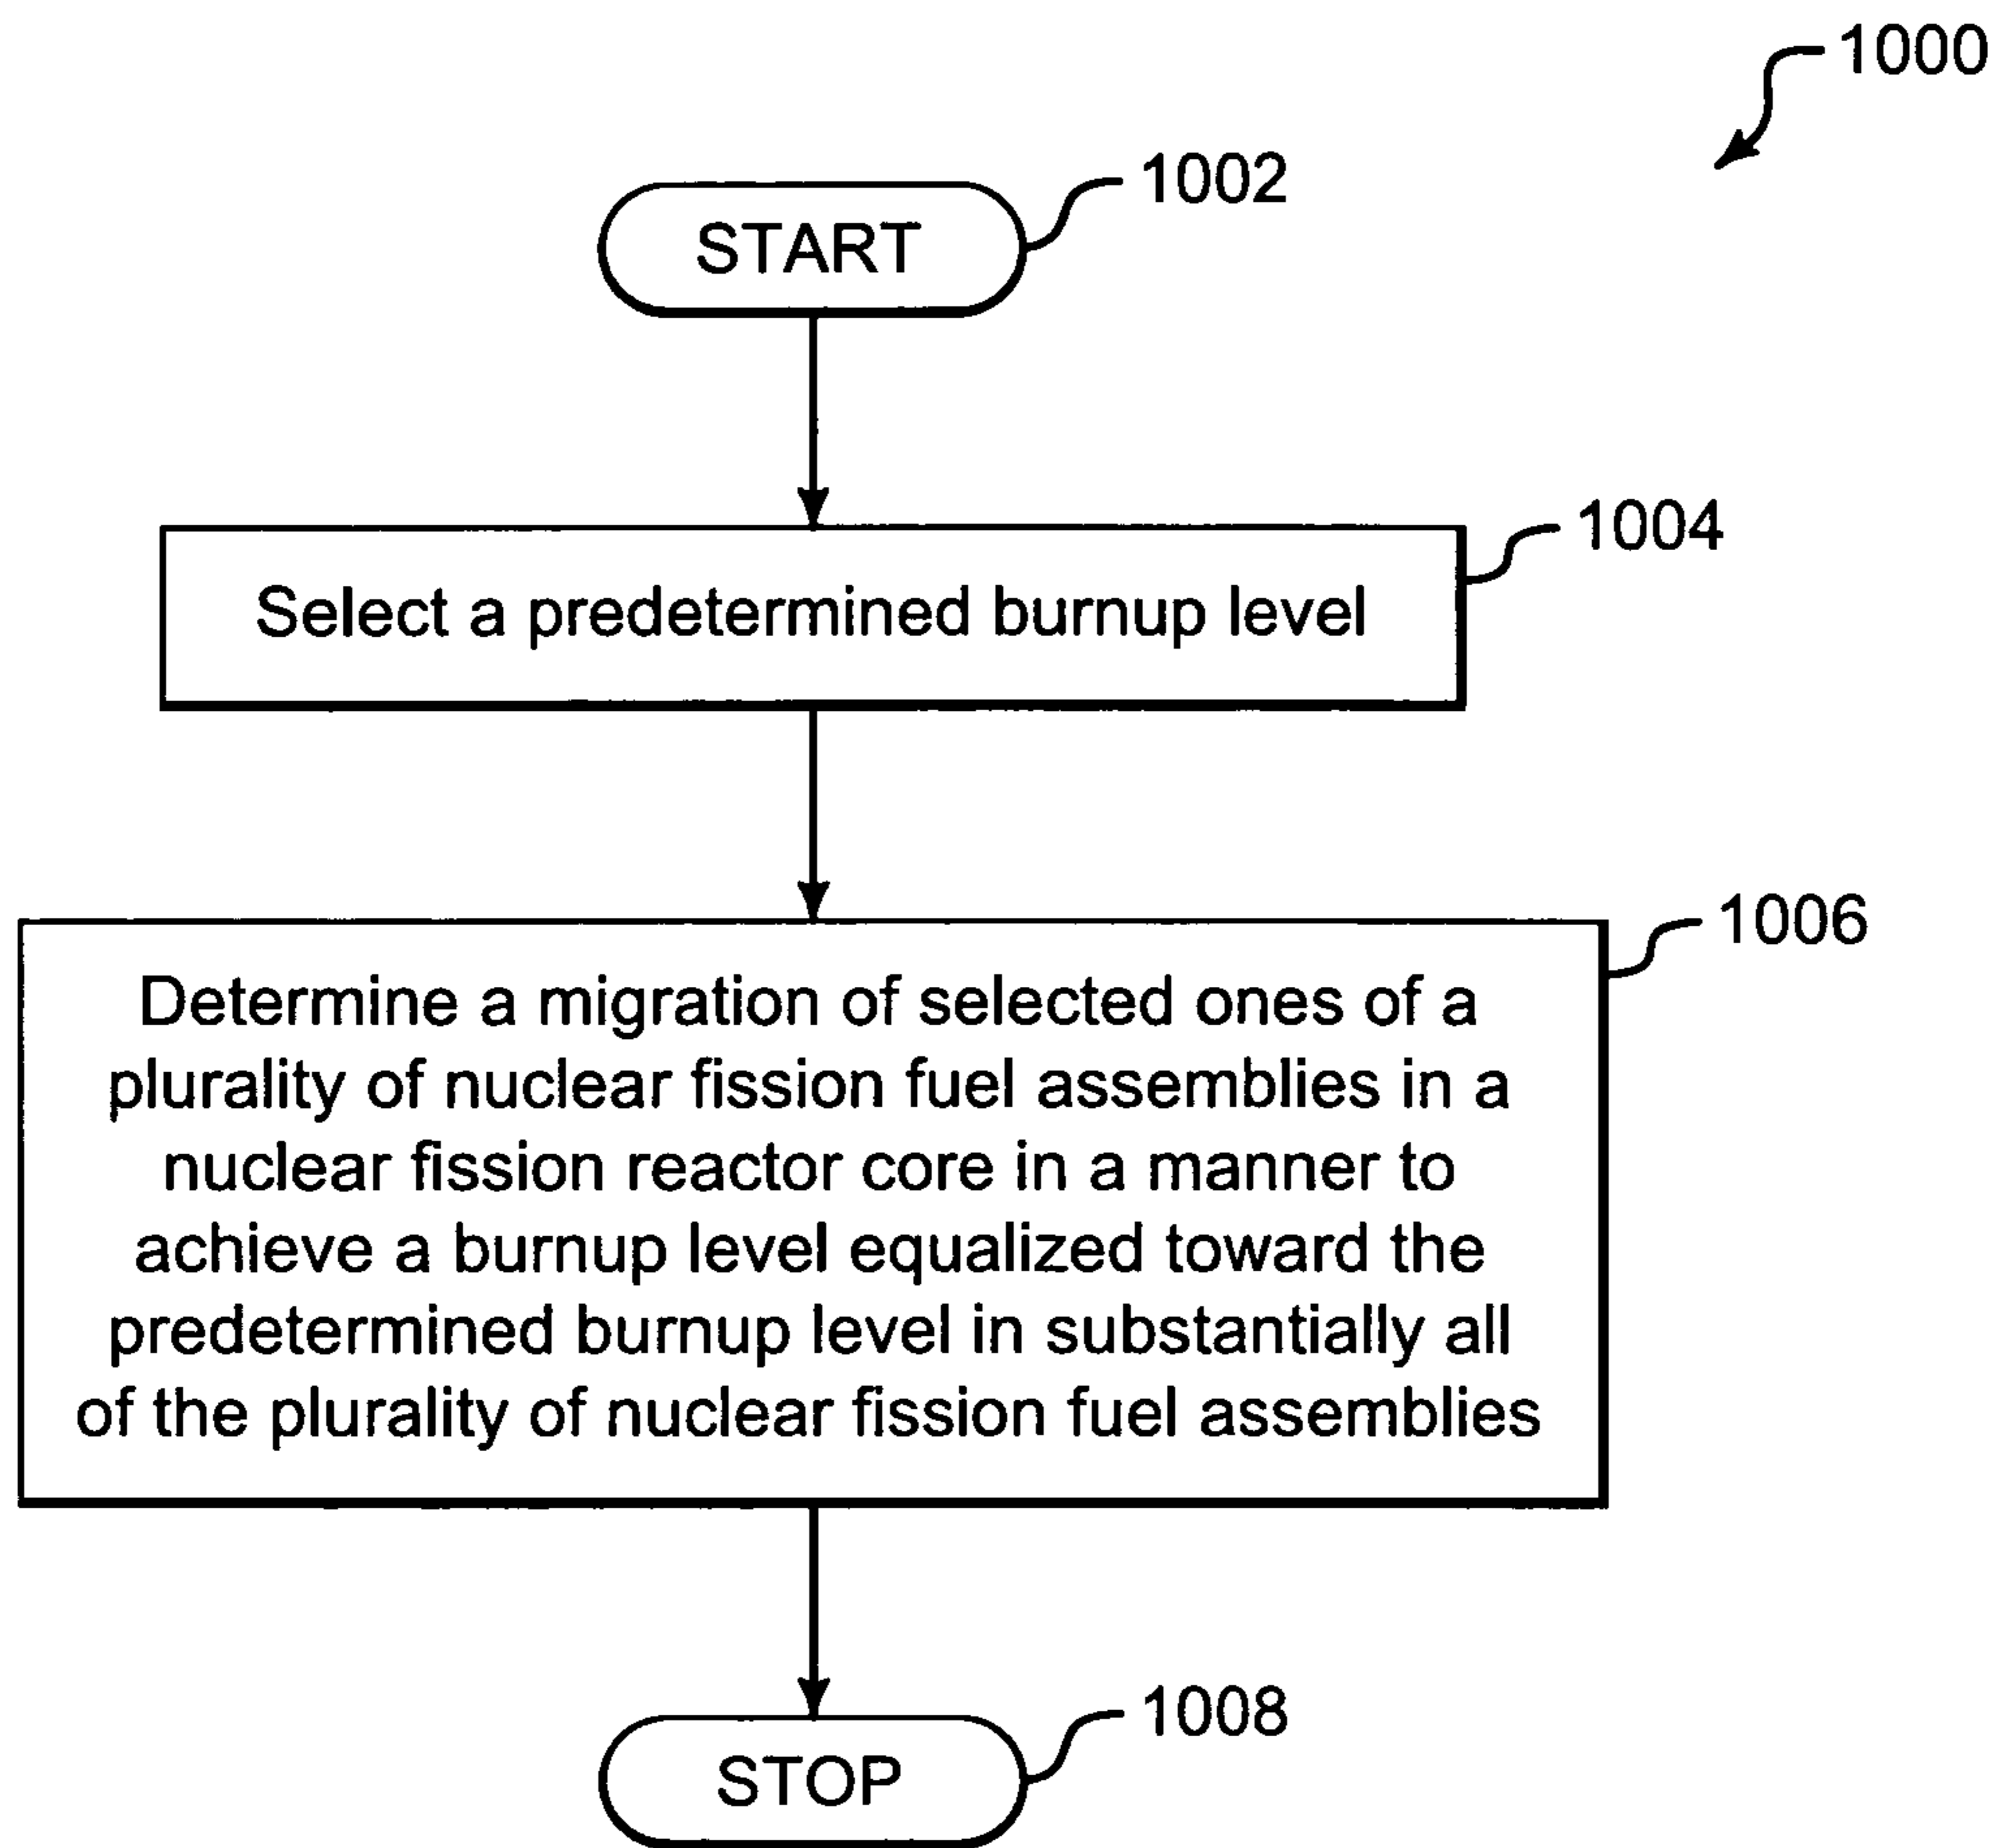 1000
START
1002
Select a predetermined burnup level
1004
Determine a migration of selected ones of a
plurality of nuclear fission fuel assemblies in a
nuclear fission reactor core in a manner to
achieve a burnup level equalized toward the
predetermined burnup level in substantially all
of the plurality of nuclear fission fuel assemblies
1006
STOP
1008